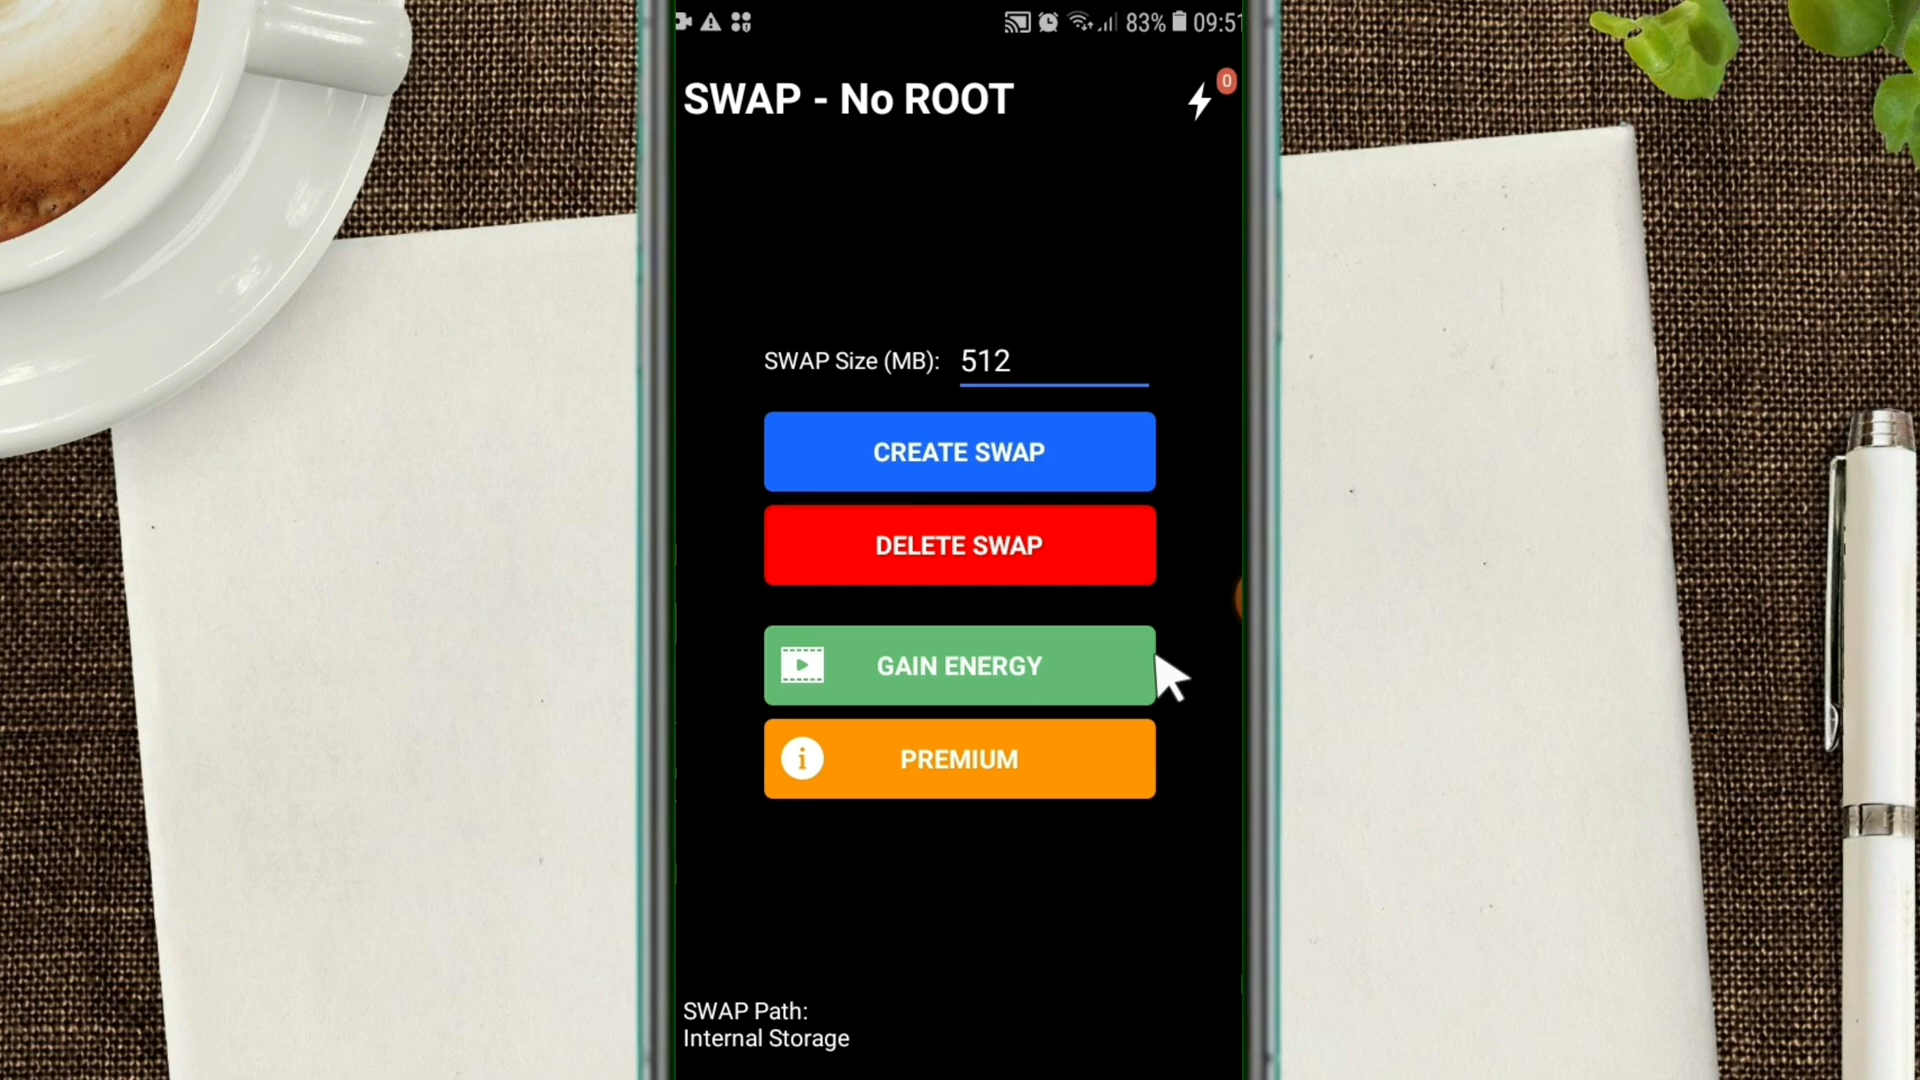 83% 09:51
SWAP - No ROOT
0
SWAP Size (MB): 512
CREATE SWAP
DELETE SWAP
GAIN ENERGY
PREMIUM
SWAP Path:
Internal Storage